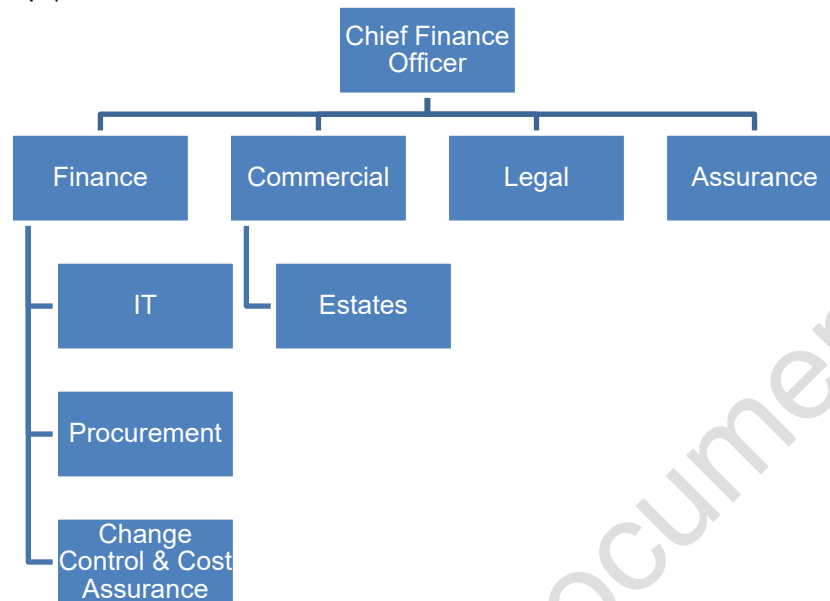 Chief Finance
Officer
Finance
Commercial
Legal
Assurance
IT
Estates
Procurement
Change
Control & Cost
Assurance